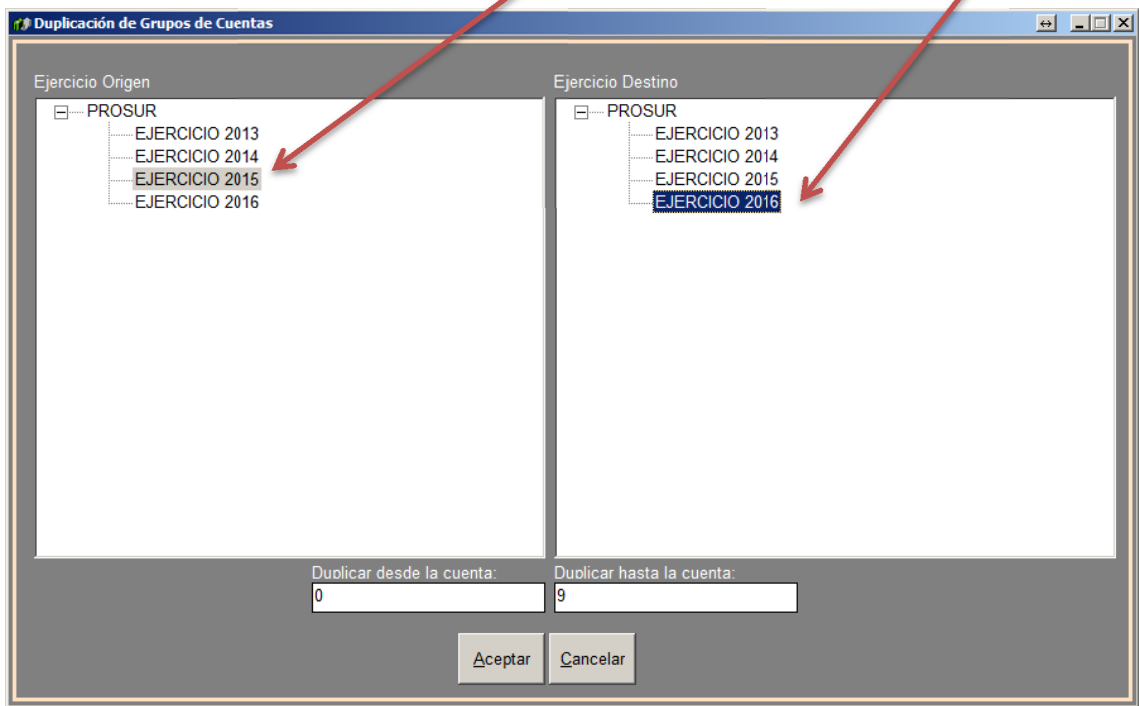 Duplicación de Grupos de Cuentas
Ejercicio Origen
PROSUR
EJERCICIO 2013
EJERCICIO 2014
EJERCICIO 2015
EJERCICIO 2016
Ejercicio Destino
PROSUR
EJERCICIO 2013
EJERCICIO 2014
EJERCICIO 2015
EJERCICIO 2016
Duplicar desde la cuenta:
0
Duplicar hasta la cuenta:
9
Aceptar
Cancelar